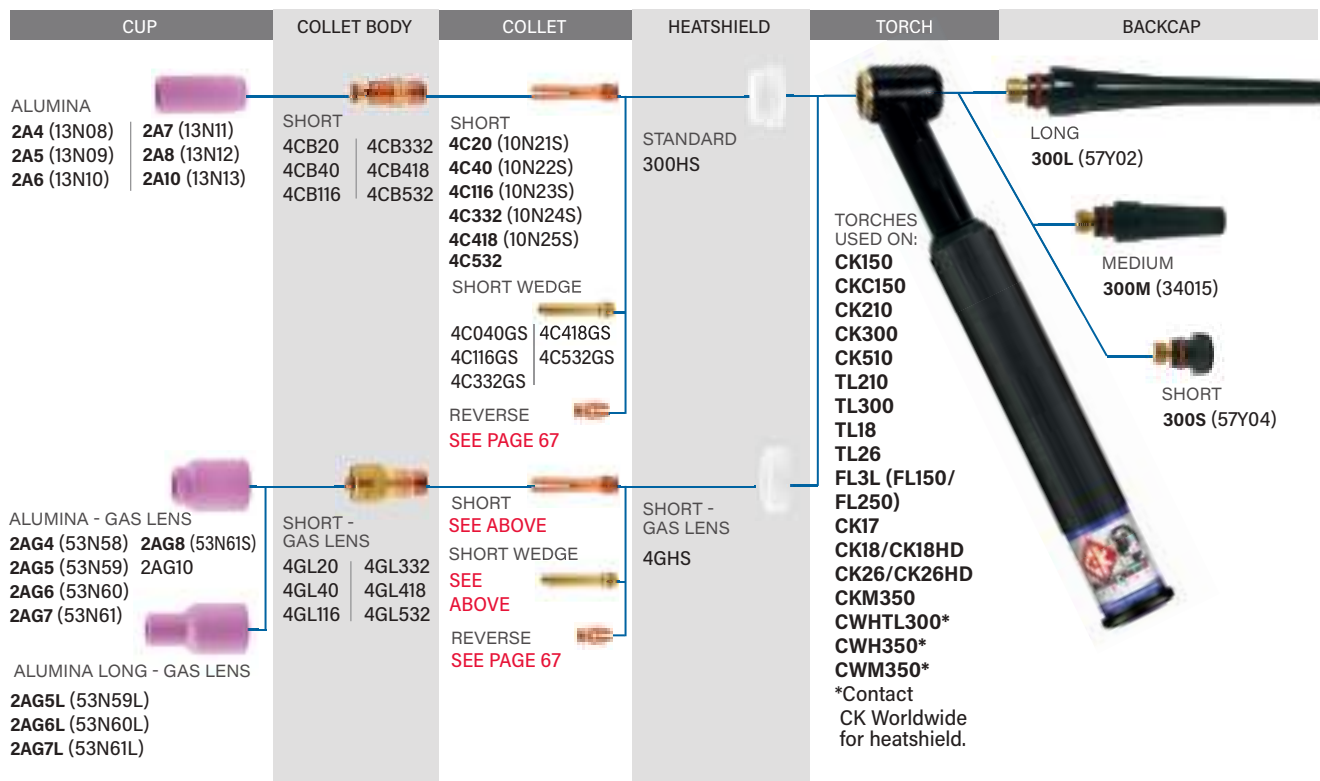 CUP
COLLET BODY
COLLET
HEATSHIELD
TORCH
BACKCAP
ALUMINA
2A4 (13N08) 2A7 (13N11)
2A5 (13N09) 2A8 (13N12)
2A6 (13N10) 2A10 (13N13)
SHORT
4CB20 4CB332
4CB40 4CB418
4CB116 4CB532
SHORT
4C20 (10N21S)
4C40 (10N22S)
4C116 (10N23S)
4C332 (10N24S)
4C418 (10N25S)
4C532
SHORT WEDGE
4C040GS 4C418GS
4C116GS 4C532GS
4C332GS
REVERSE
SEE PAGE 67
STANDARD
300HS
ALUMINA - GAS LENS
2AG4 (53N58) 2AG8 (53N61S)
2AG5 (53N59) 2AG10
2AG6 (53N60)
2AG7 (53N61)
ALUMINA LONG - GAS LENS
2AG5L (53N59L)
2AG6L (53N60L)
2AG7L (53N61L)
SHORT -
GAS LENS
4GL20 4GL332
4GL40 4GL418
4GL116 4GL532
SHORT
SEE ABOVE
SHORT WEDGE
SEE
ABOVE
REVERSE
SEE PAGE 67
SHORT -
GAS LENS
4GHS
TORCHES
USED ON:
CK150
CKC150
CK210
CK300
CK510
TL210
TL300
TL18
TL26
FL3L (FL150/
FL250)
CK17
CK18/CK18HD
CK26/CK26HD
CKM350
CWHTL300*
CWH350*
CWM350*
*Contact
CK Worldwide
for heatshield.
LONG
300L (57Y02)
MEDIUM
300M (34015)
SHORT
300S (57Y04)